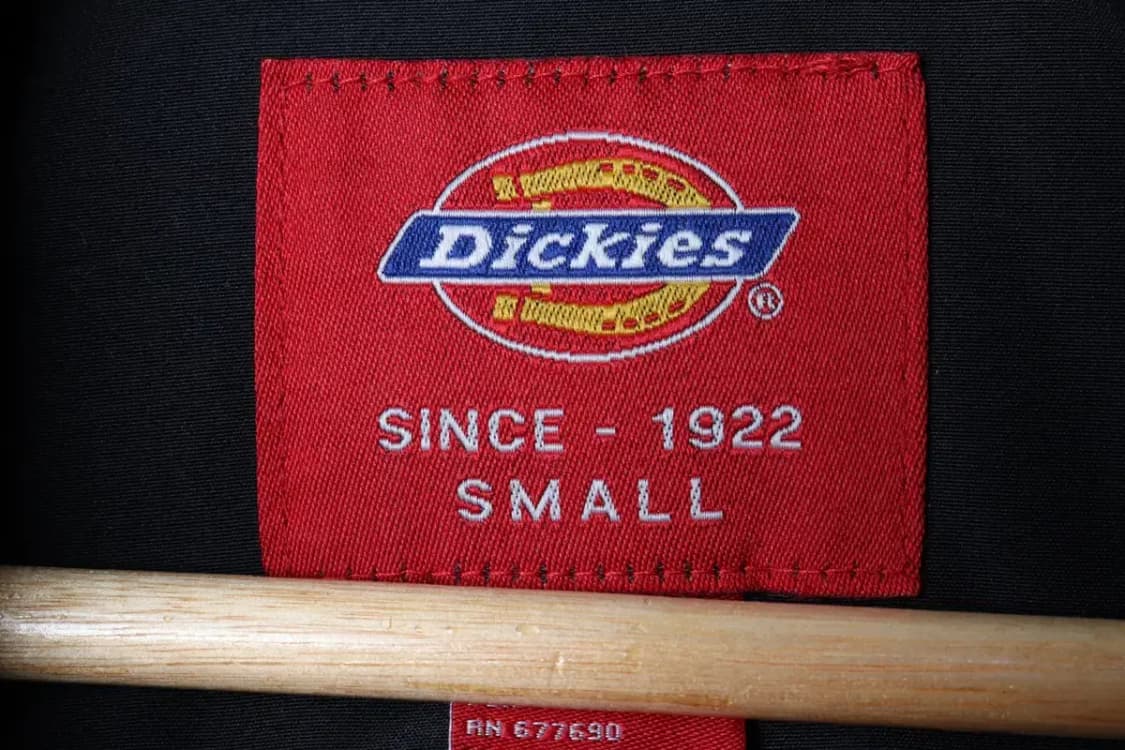 Dickies
®
SINCE - 1922
SMALL
RN 677690